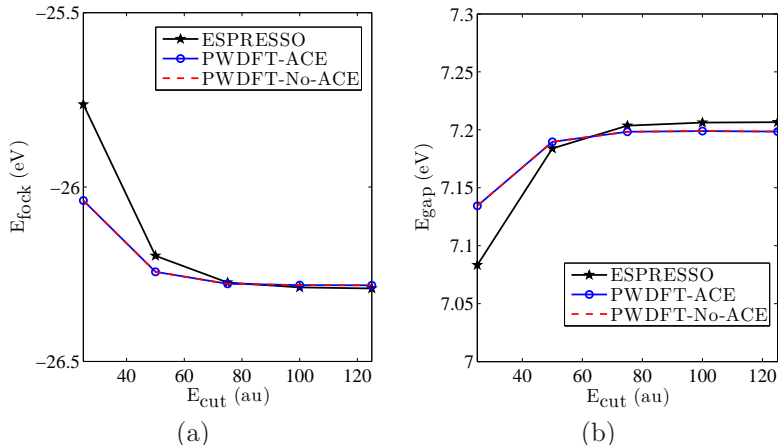 −25.5
−26
−26.5
E_fock (eV)
ESPRESSO
PWDFT-ACE
PWDFT-No-ACE
40 60 80 100 120
E_cut (au)
(a)
7.3
7.25
7.2
7.15
7.1
7.05
7
E_gap (eV)
ESPRESSO
PWDFT-ACE
PWDFT-No-ACE
40 60 80 100 120
E_cut (au)
(b)